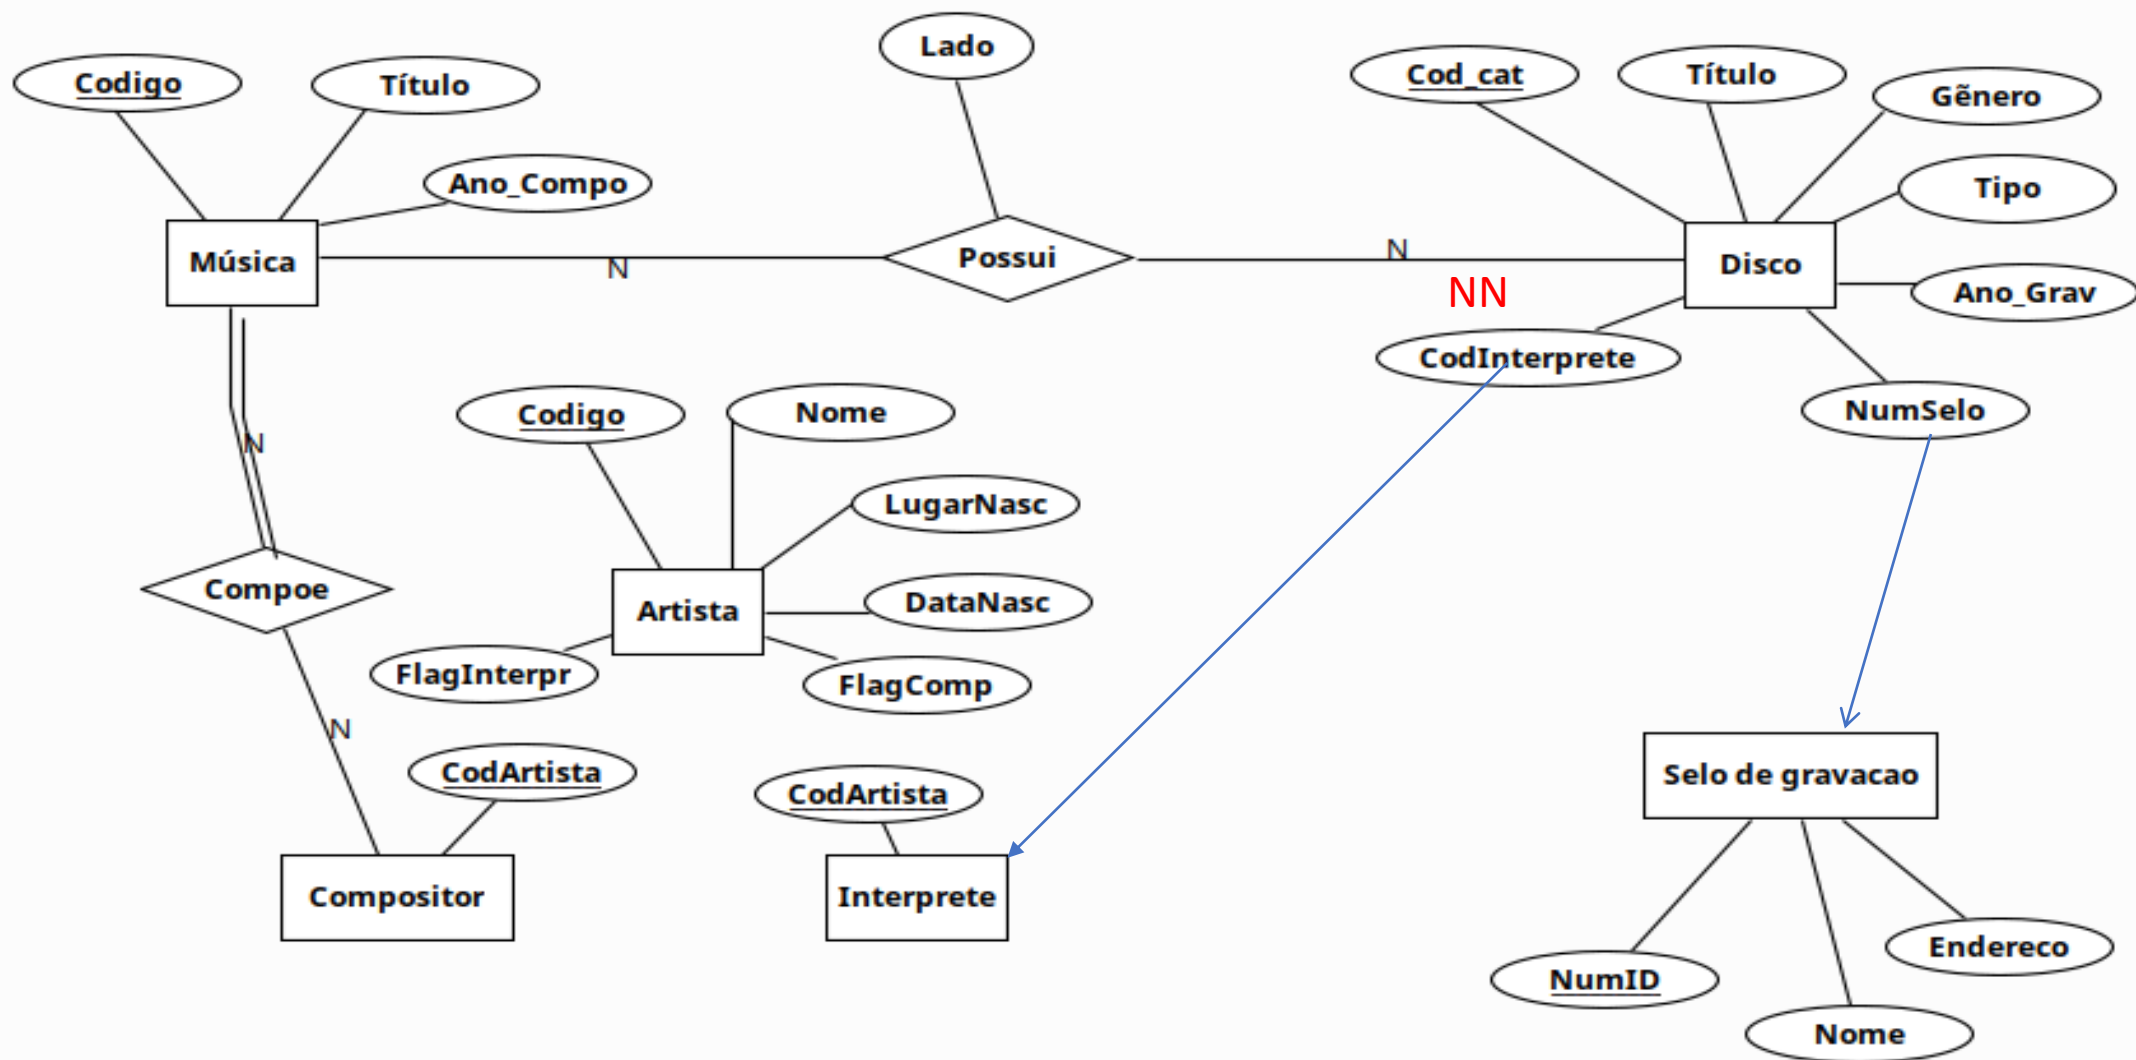 Lado
Codigo
Título
Cod_cat
Título
Gẽnero
Ano_Compo
Tipo
Música
N
Possui
N
Disco
NN
Ano_Grav
CodInterprete
NumSelo
N
Codigo
Nome
LugarNasc
Compoe
Artista
DataNasc
FlagInterpr
FlagComp
N
CodArtista
CodArtista
Selo de gravacao
Compositor
Interprete
Endereco
NumID
Nome